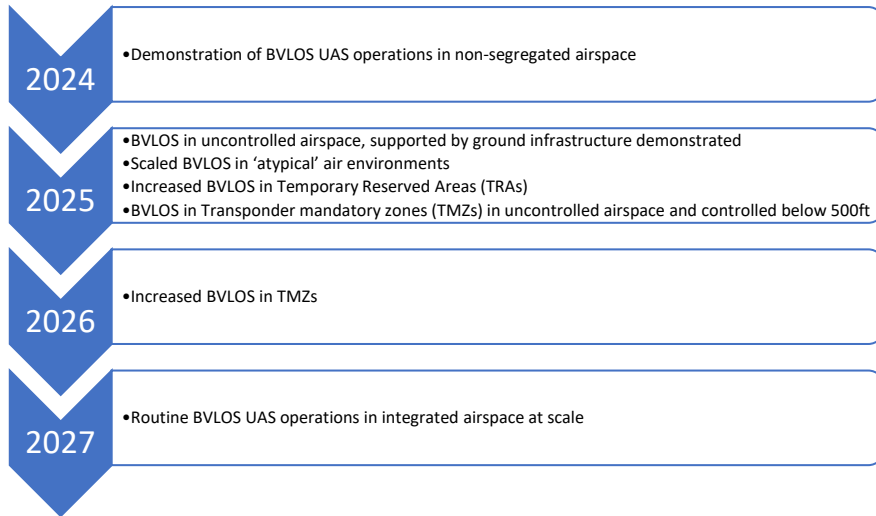 2024
•Demonstration of BVLOS UAS operations in non-segregated airspace
2025
•BVLOS in uncontrolled airspace, supported by ground infrastructure demonstrated
•Scaled BVLOS in ‘atypical’ air environments
•Increased BVLOS in Temporary Reserved Areas (TRAs)
•BVLOS in Transponder mandatory zones (TMZs) in uncontrolled airspace and controlled below 500ft
2026
•Increased BVLOS in TMZs
2027
•Routine BVLOS UAS operations in integrated airspace at scale